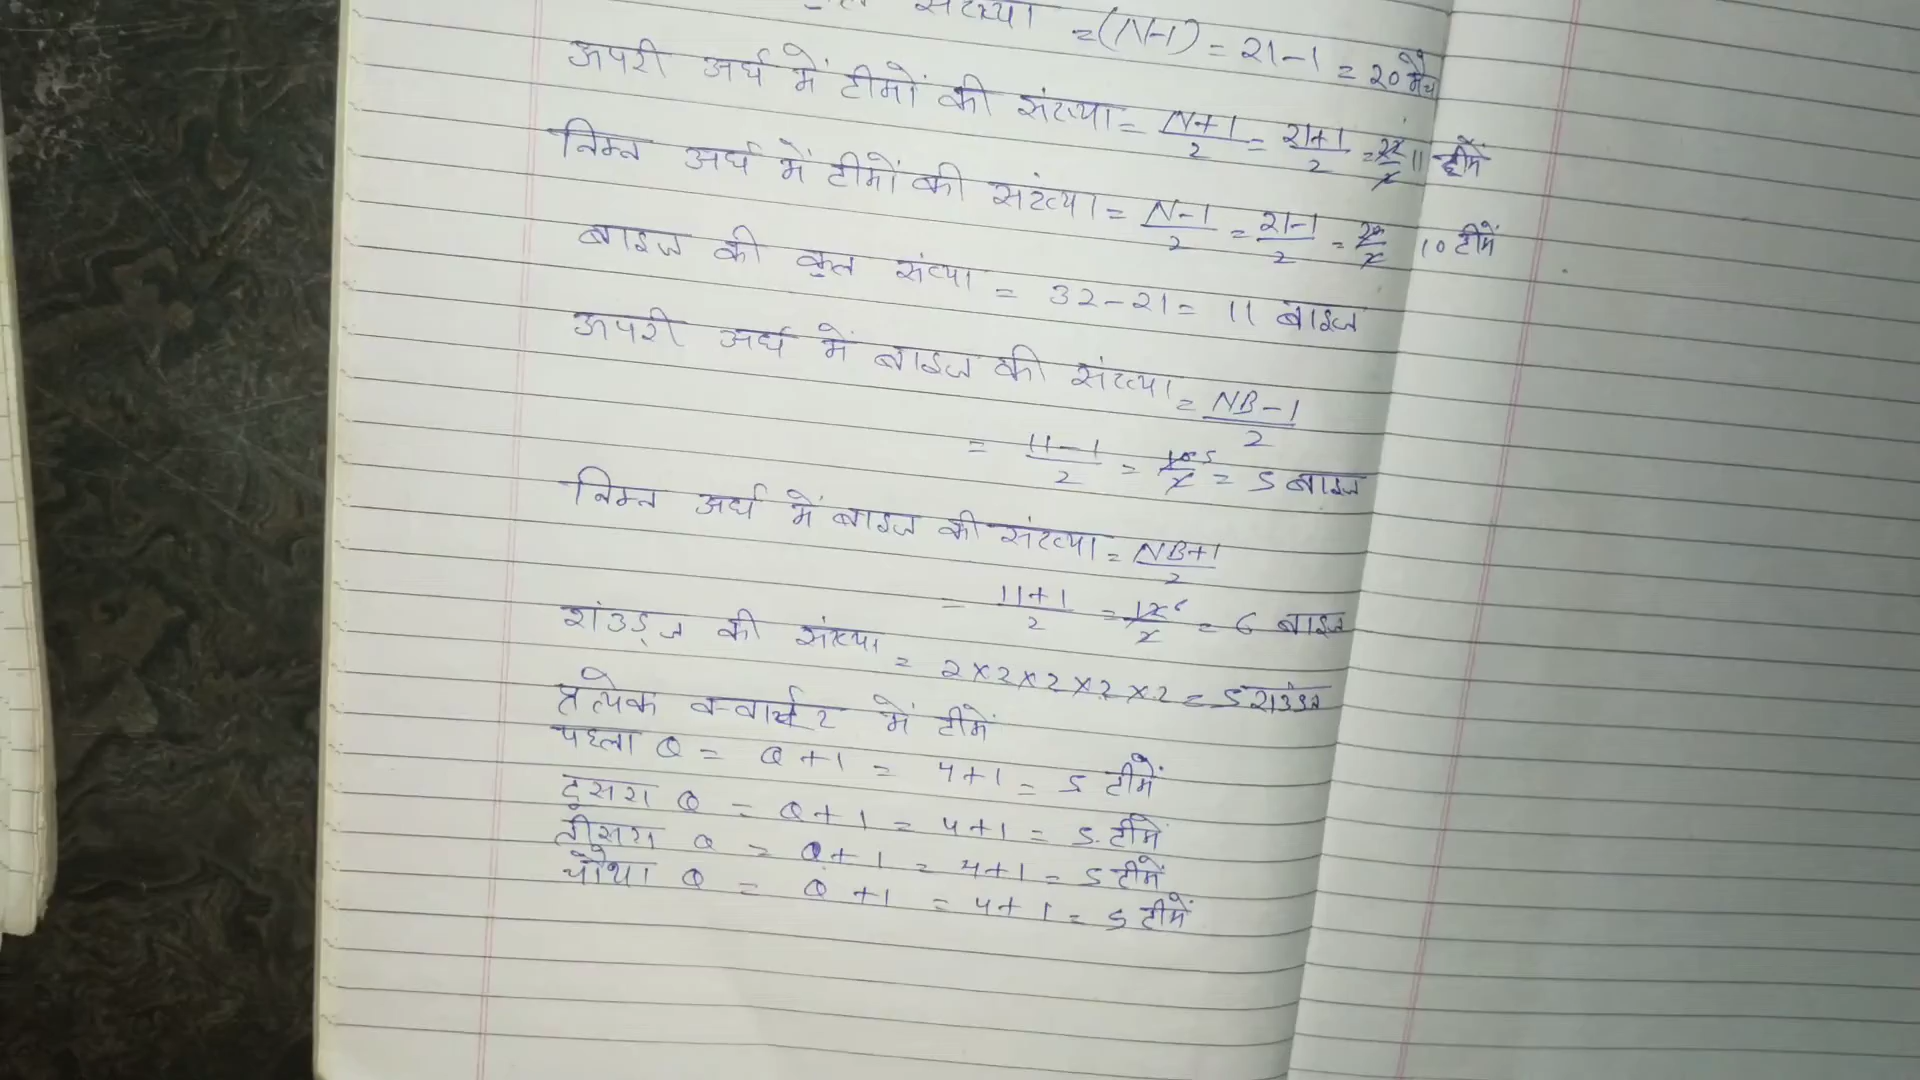 संख्या = (N-1) = 21-1 = 20 मैच
ऊपरी अर्ध में टीमों की संख्या = N+1/2 = 21+1/2 = 22/2 11 टीमें
निम्न अर्ध में टीमों की संख्या = N-1/2 = 21-1/2 = 20/2 10 टीमें
बाइज की कुल संख्या = 32-21 = 11 बाइज
ऊपरी अर्ध में बाइज की संख्या = NB-1/2
= 11-1/2 = 10/2 5 = 5 बाइज
निम्न अर्ध में बाइज की संख्या = NB+1/2
= 11+1/2 = 12/2 6 = 6 बाइज
रांउड्ज की संख्या = 2×2×2×2×2 = 5 राउंडज
प्रत्येक क्वार्टर में टीमें
पहला Q = Q+1 = 4+1 = 5 टीमें
दूसरा Q = Q+1 = 4+1 = 5 टीमें
तीसरा Q = Q+1 = 4+1 = 5 टीमें
चौथा Q = Q+1 = 4+1 = 5 टीमें